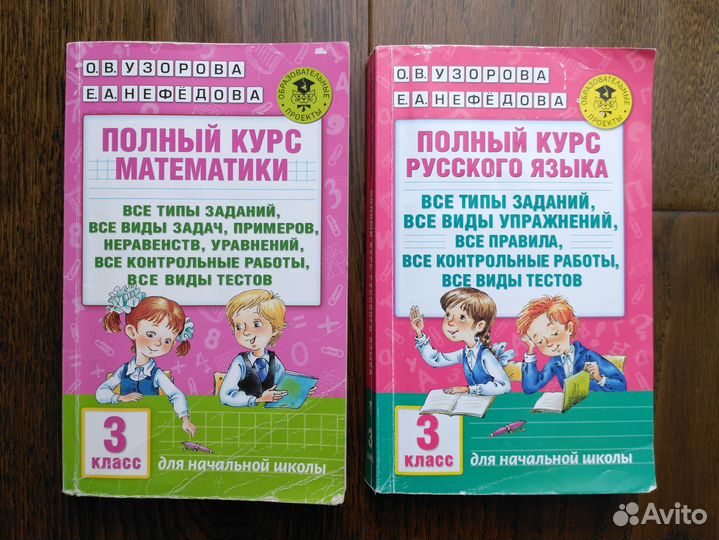 О.В. УЗОРОВА
Е.А. НЕФЁДОВА
ОБРАЗОВАТЕЛЬНЫЕ
ПРОЕКТЫ
ПОЛНЫЙ КУРС
МАТЕМАТИКИ
ВСЕ ТИПЫ ЗАДАНИЙ,
ВСЕ ВИДЫ ЗАДАЧ, ПРИМЕРОВ,
НЕРАВЕНСТВ, УРАВНЕНИЙ,
ВСЕ КОНТРОЛЬНЫЕ РАБОТЫ,
ВСЕ ВИДЫ ТЕСТОВ
3
класс
для начальной школы
О.В. УЗОРОВА
Е.А. НЕФЁДОВА
ОБРАЗОВАТЕЛЬНЫЕ
ПРОЕКТЫ
ПОЛНЫЙ КУРС
РУССКОГО ЯЗЫКА
ВСЕ ТИПЫ ЗАДАНИЙ,
ВСЕ ВИДЫ УПРАЖНЕНИЙ,
ВСЕ ПРАВИЛА,
ВСЕ КОНТРОЛЬНЫЕ РАБОТЫ,
ВСЕ ВИДЫ ТЕСТОВ
3
класс
для начальной школы
Avito